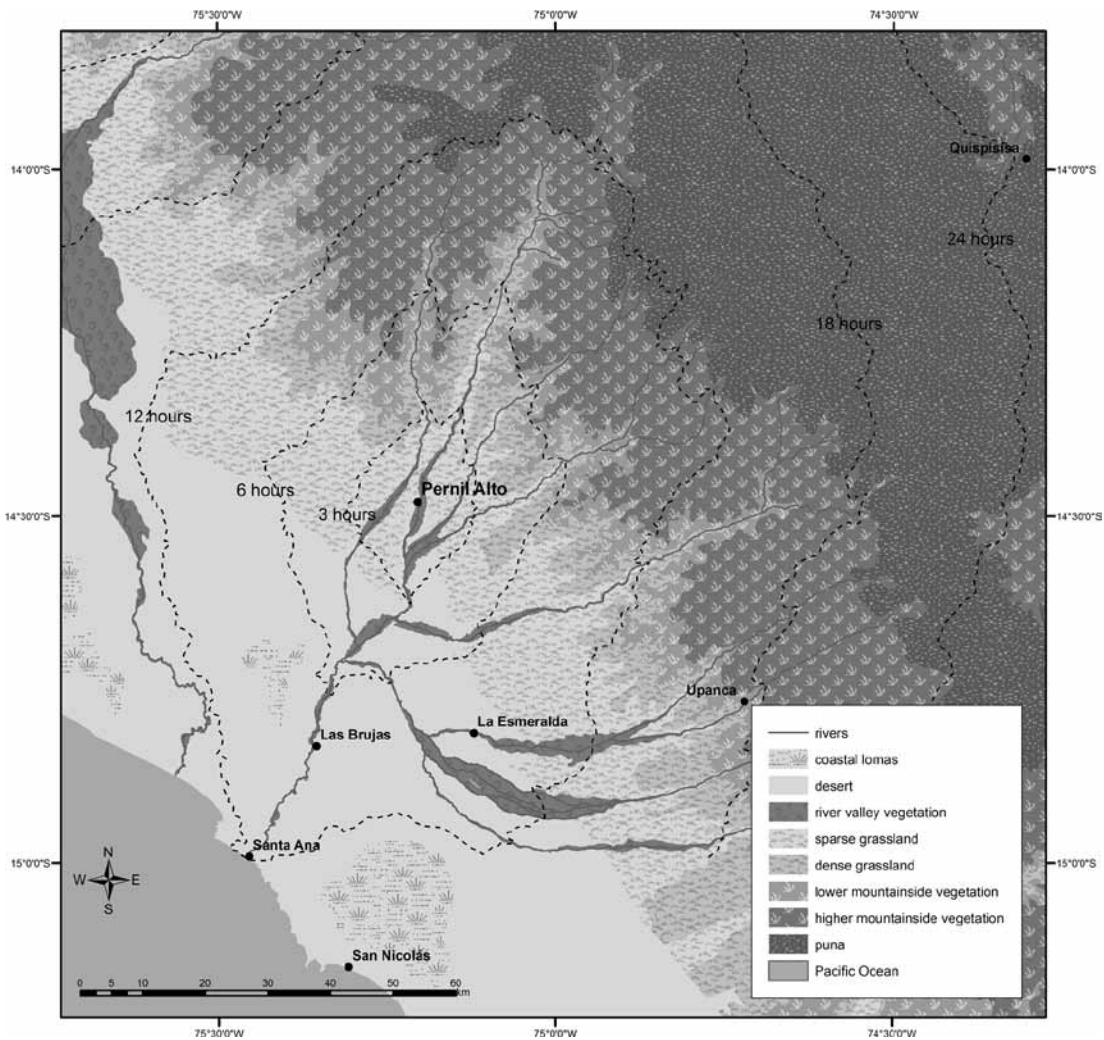 75°30'0"W 75°0'0"W 74°30'0"W
Quispisisa
14°0'0"S 14°0'0"S
24 hours
18 hours
12 hours
6 hours
Pernil Alto
3 hours
14°30'0"S 14°30'0"S
Upanca
La Esmeralda
Las Brujas
Santa Ana
15°0'0"S 15°0'0"S
N
W E
S
San Nicolás
0 5 10 20 30 40 50 60
km
rivers
coastal lomas
desert
river valley vegetation
sparse grassland
dense grassland
lower mountainside vegetation
higher mountainside vegetation
puna
Pacific Ocean
75°30'0"W 75°0'0"W 74°30'0"W